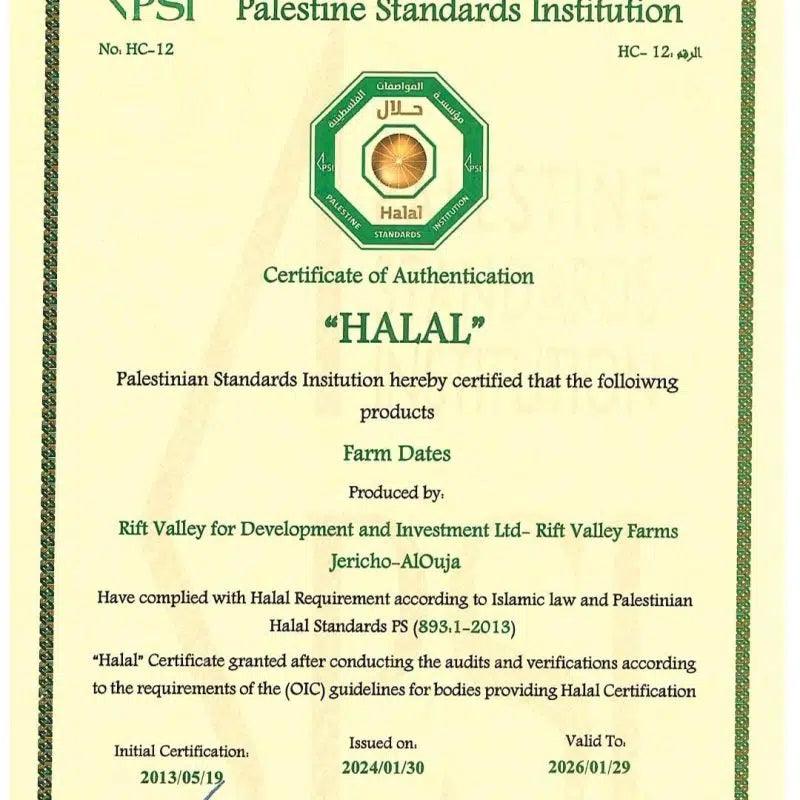 PSI Palestine Standards Institution
No: HC-12
HC- 12: الرقم
مؤسسة المواصفات الفلسطينية
حلال
PSI
PSI
Halal
PALESTINE STANDARDS INSTITUTION
Certificate of Authentication
“HALAL”
Palestinian Standards Insitution hereby certified that the folloiwng
products
Farm Dates
Produced by:
Rift Valley for Development and Investment Ltd- Rift Valley Farms
Jericho-AlOuja
Have complied with Halal Requirement according to Islamic law and Palestinian
Halal Standards PS (893:1-2013)
“Halal” Certificate granted after conducting the audits and verifications according
to the requirements of the (OIC) guidelines for bodies providing Halal Certification
Initial Certification:
Issued on:
Valid To:
2013/05/19
2024/01/30
2026/01/29